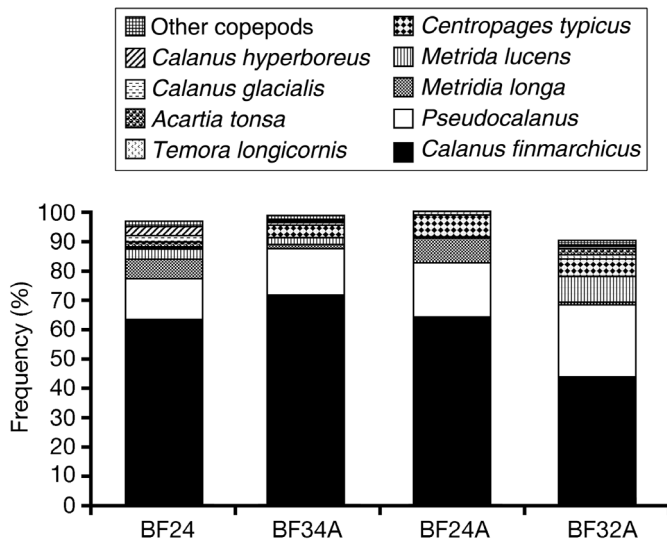 Other copepods
Calanus hyperboreus
Calanus glacialis
Acartia tonsa
Temora longicornis
Centropages typicus
Metrida lucens
Metridia longa
Pseudocalanus
Calanus finmarchicus
Frequency (%)
100
90
80
70
60
50
40
30
20
10
0
BF24 BF34A BF24A BF32A